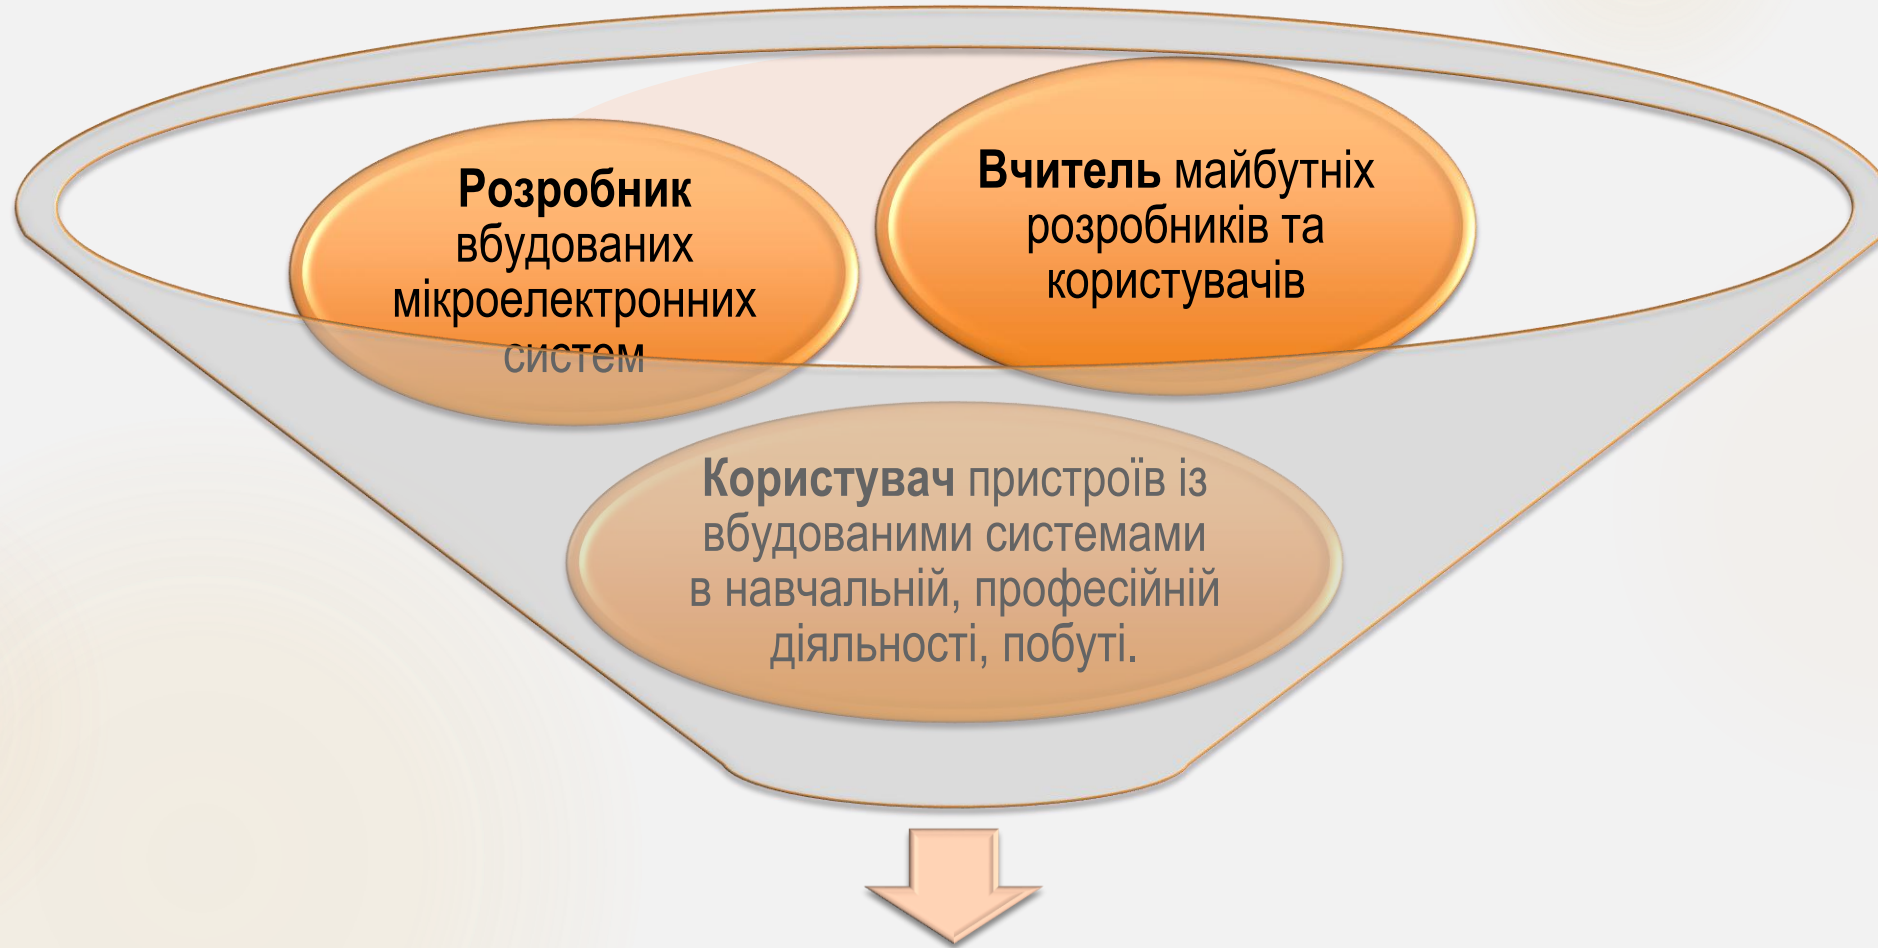 Розробник
вбудованих
мікроелектронних
систем
Вчитель майбутніх
розробників та
користувачів
Користувач пристроїв із
вбудованими системами
в навчальній, професійній
діяльності, побуті.